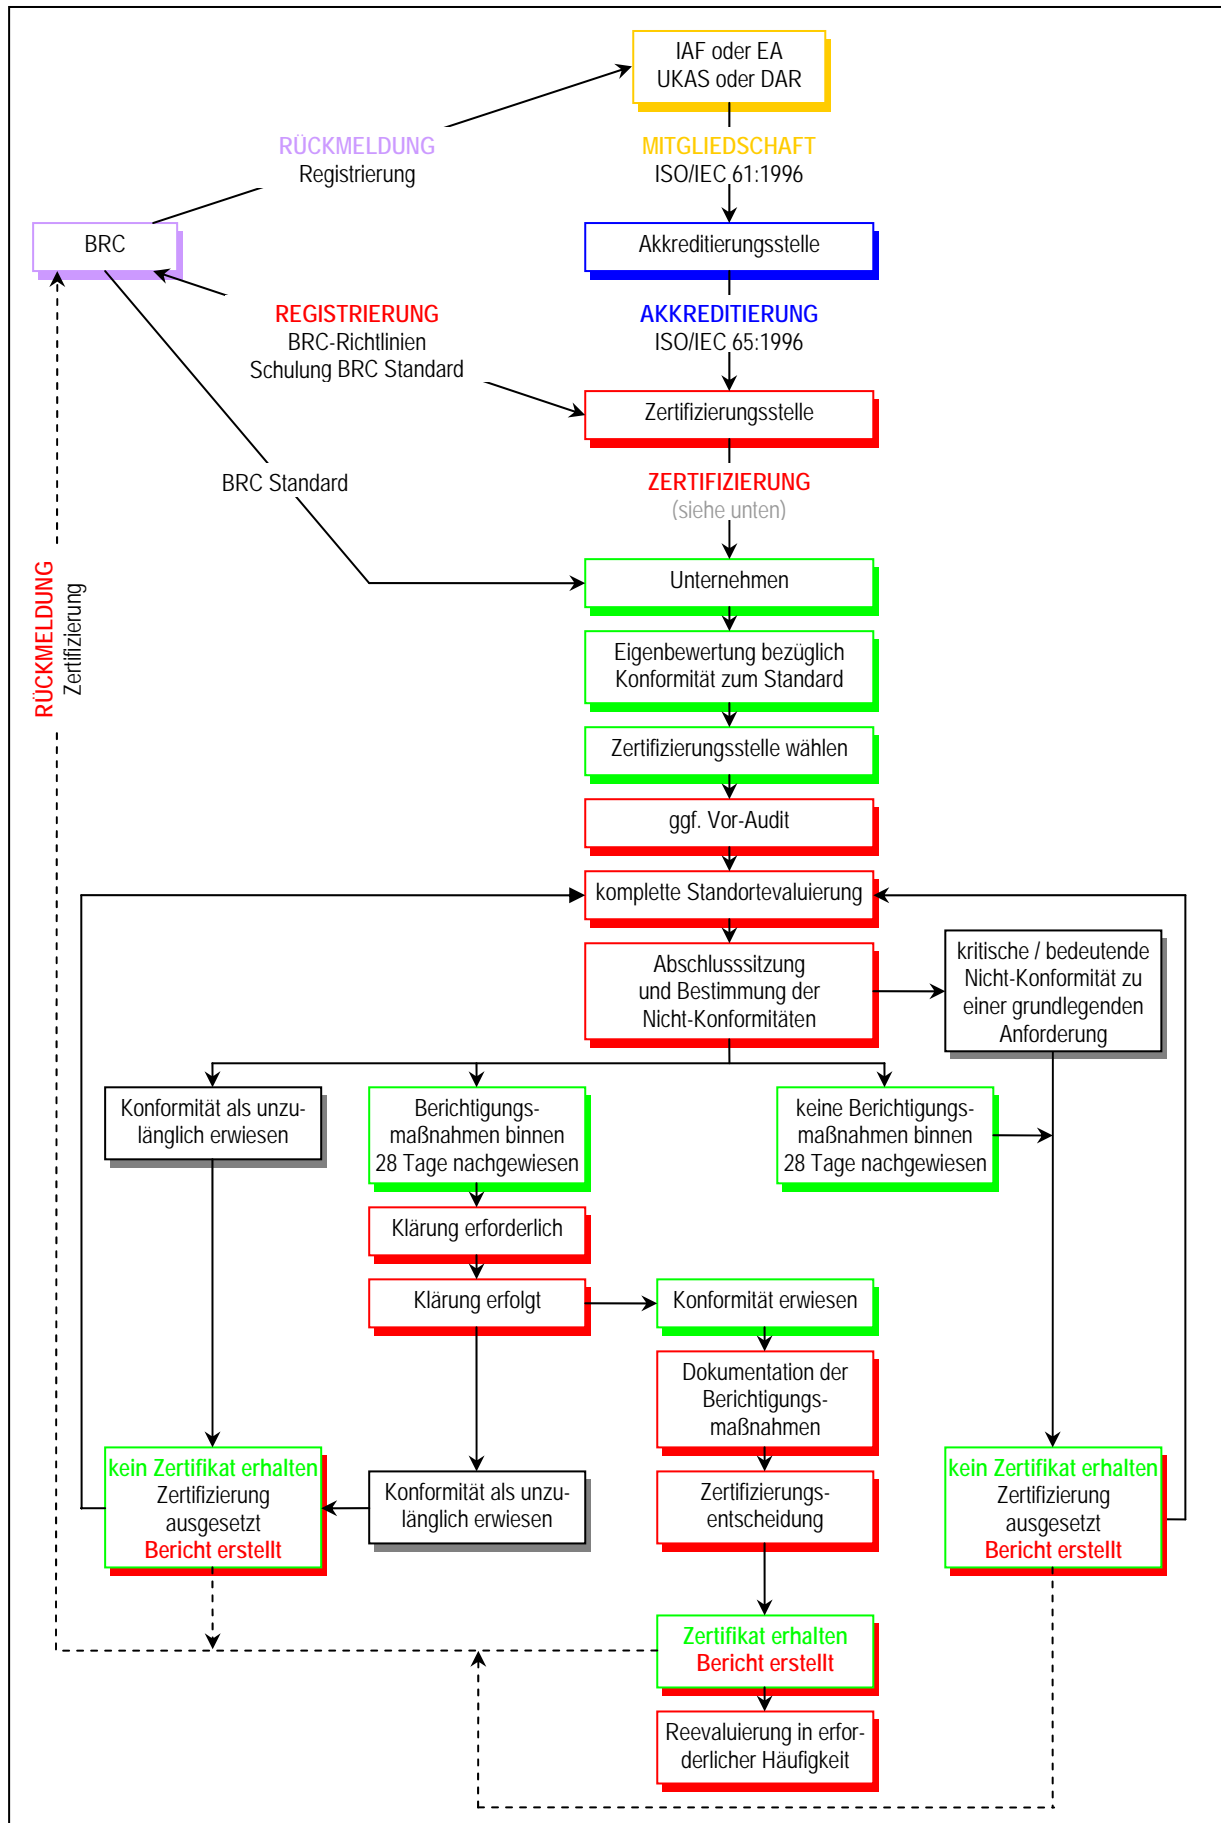 IAF oder EA
UKAS oder DAR
RÜCKMELDUNG
Registrierung
MITGLIEDSCHAFT
ISO/IEC 61:1996
BRC
Akkreditierungsstelle
REGISTRIERUNG
BRC-Richtlinien
Schulung BRC Standard
AKKREDITIERUNG
ISO/IEC 65:1996
Zertifizierungsstelle
BRC Standard
ZERTIFIZIERUNG
(siehe unten)
RÜCKMELDUNG
Zertifizierung
Unternehmen
Eigenbewertung bezüglich
Konformität zum Standard
Zertifizierungsstelle wählen
ggf. Vor-Audit
komplette Standortevaluierung
Abschlusssitzung
und Bestimmung der
Nicht-Konformitäten
kritische / bedeutende
Nicht-Konformität zu
einer grundlegenden
Anforderung
Konformität als unzu-
länglich erwiesen
Berichtigungs-
maßnahmen binnen
28 Tage nachgewiesen
keine Berichtigungs-
maßnahmen binnen
28 Tage nachgewiesen
Klärung erforderlich
Klärung erfolgt
Konformität erwiesen
Dokumentation der
Berichtigungs-
maßnahmen
kein Zertifikat erhalten
Zertifizierung
ausgesetzt
Bericht erstellt
Konformität als unzu-
länglich erwiesen
Zertifizierungs-
entscheidung
kein Zertifikat erhalten
Zertifizierung
ausgesetzt
Bericht erstellt
Zertifikat erhalten
Bericht erstellt
Reevaluierung in erfor-
derlicher Häufigkeit